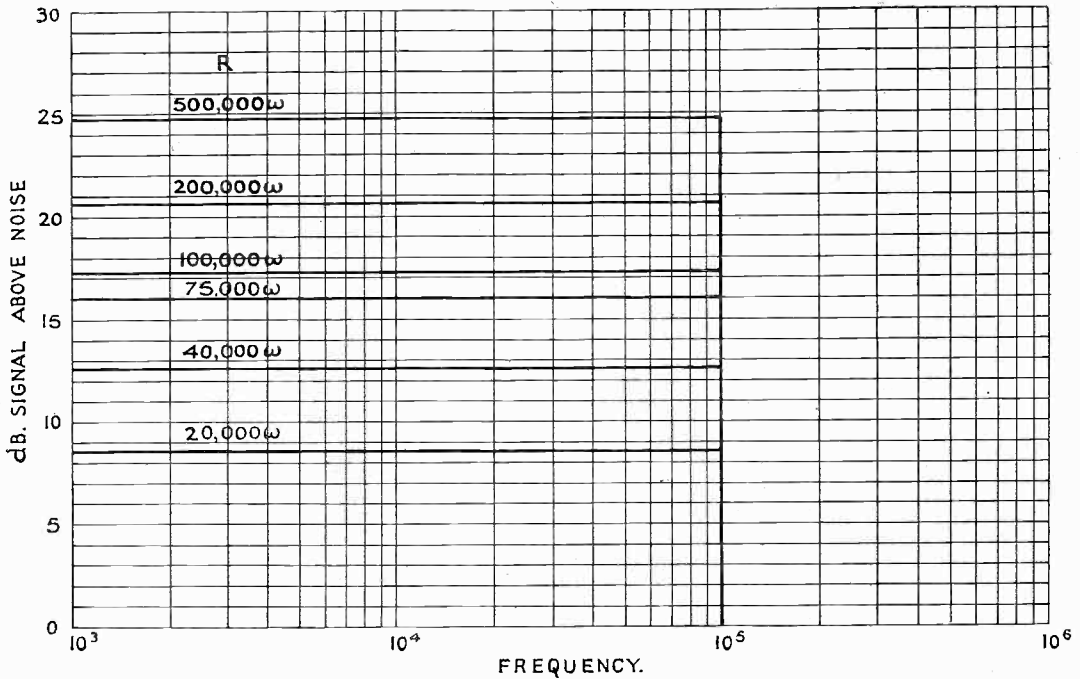 30
R
500,000ω
25
200,000ω
20
100,000ω
75,000ω
15
40,000ω
10
20,000ω
5
0
dB. SIGNAL ABOVE NOISE
10³
10⁴
10⁵
10⁶
FREQUENCY.